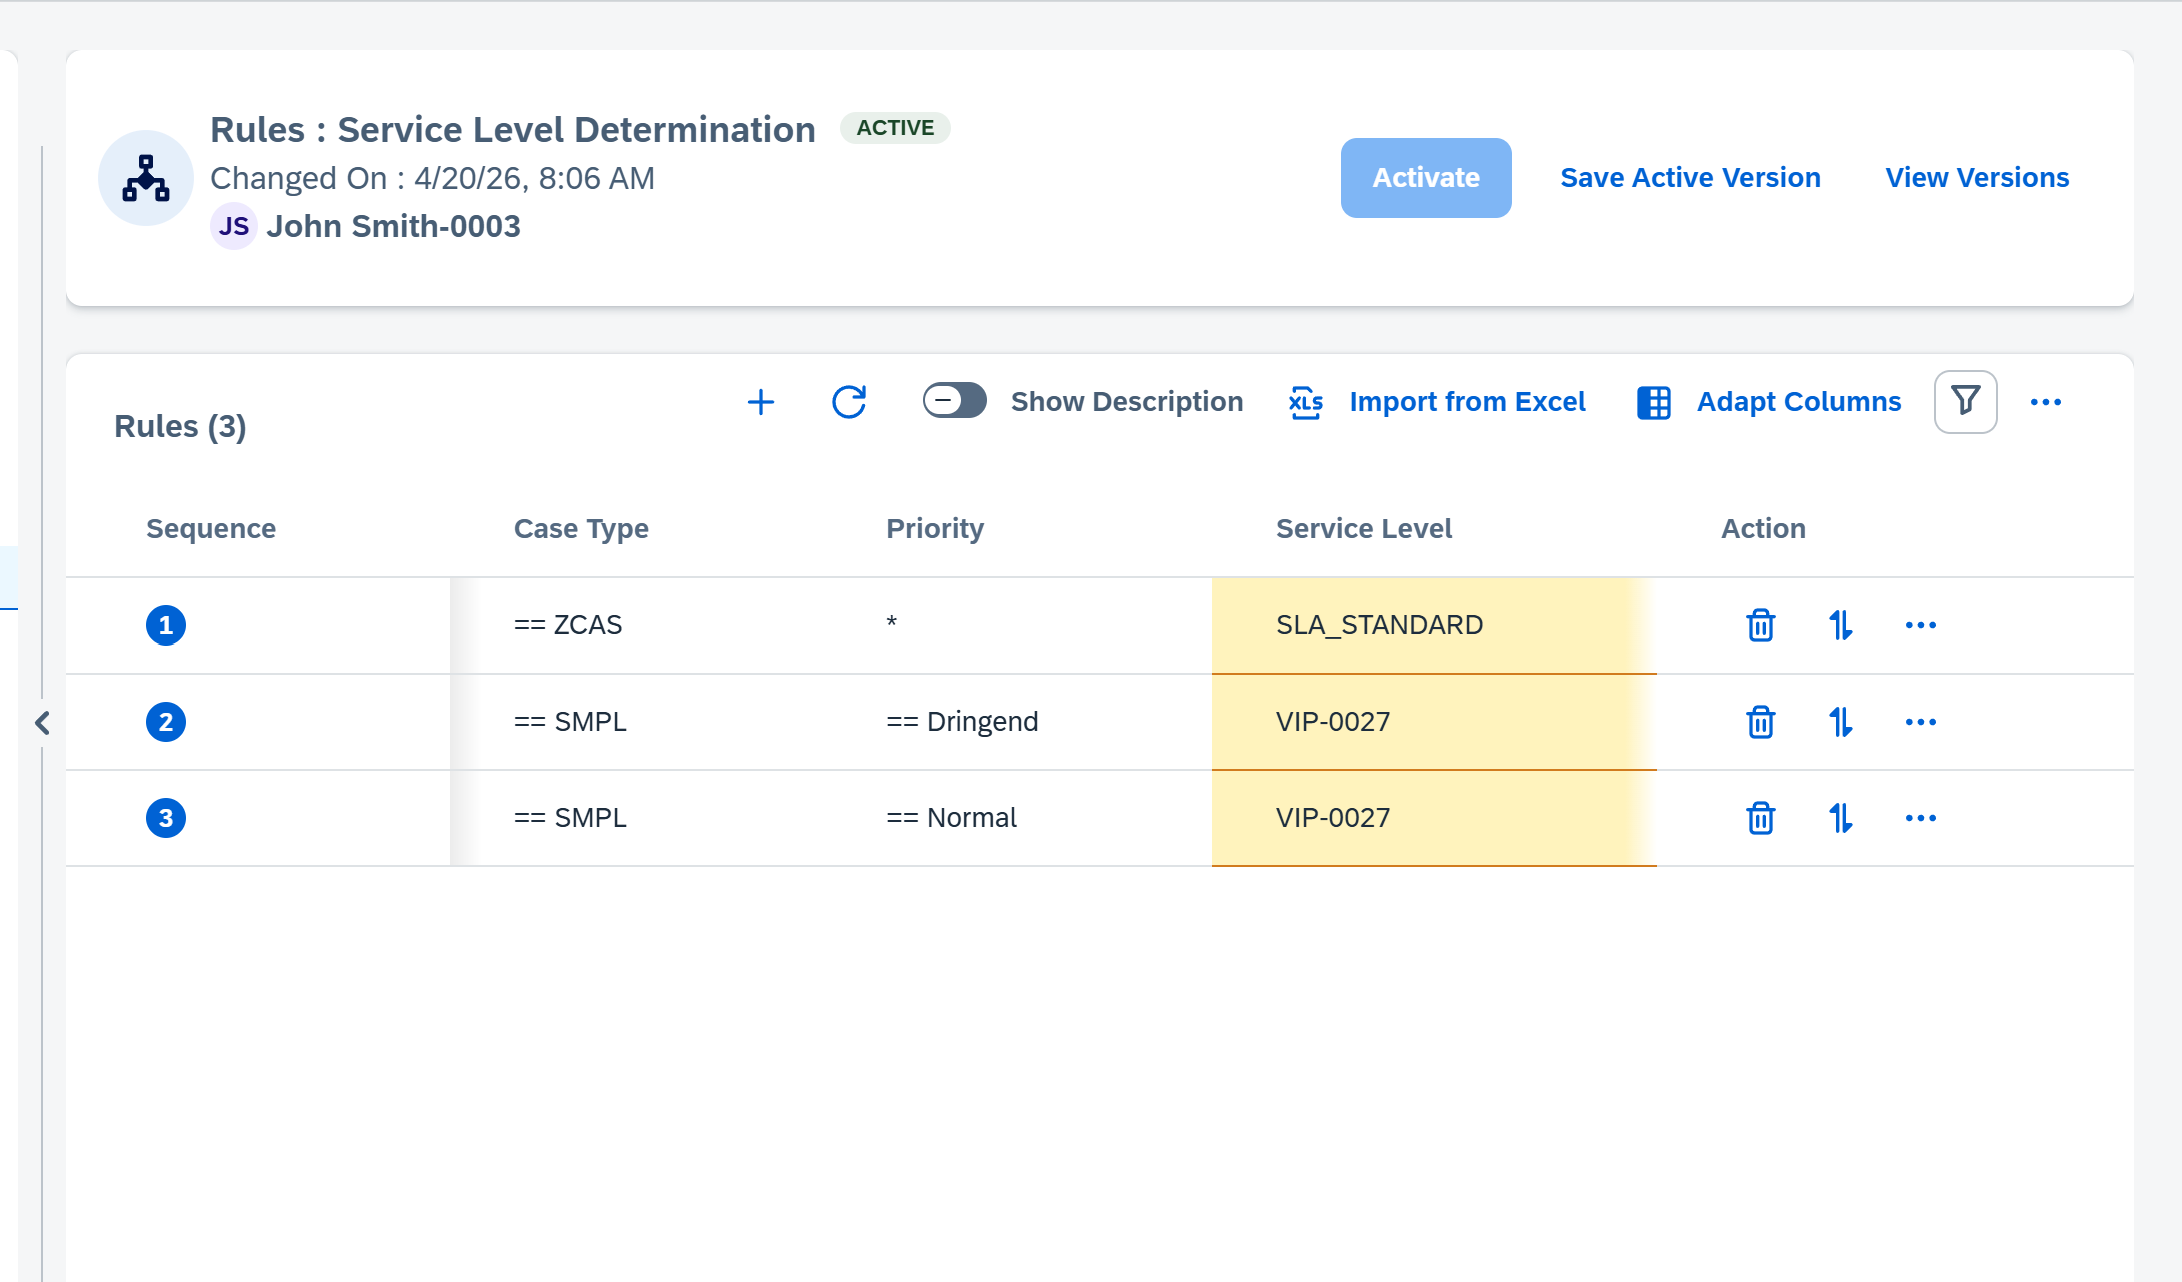 Rules : Service Level Determination ACTIVE
Changed On : 4/20/26, 8:06 AM
JS John Smith-0003
Activate Save Active Version View Versions
Rules (3)
Show Description XLS Import from Excel Adapt Columns
Sequence Case Type Priority Service Level Action
1 == ZCAS * SLA_STANDARD
2 == SMPL == Dringend VIP-0027
3 == SMPL == Normal VIP-0027